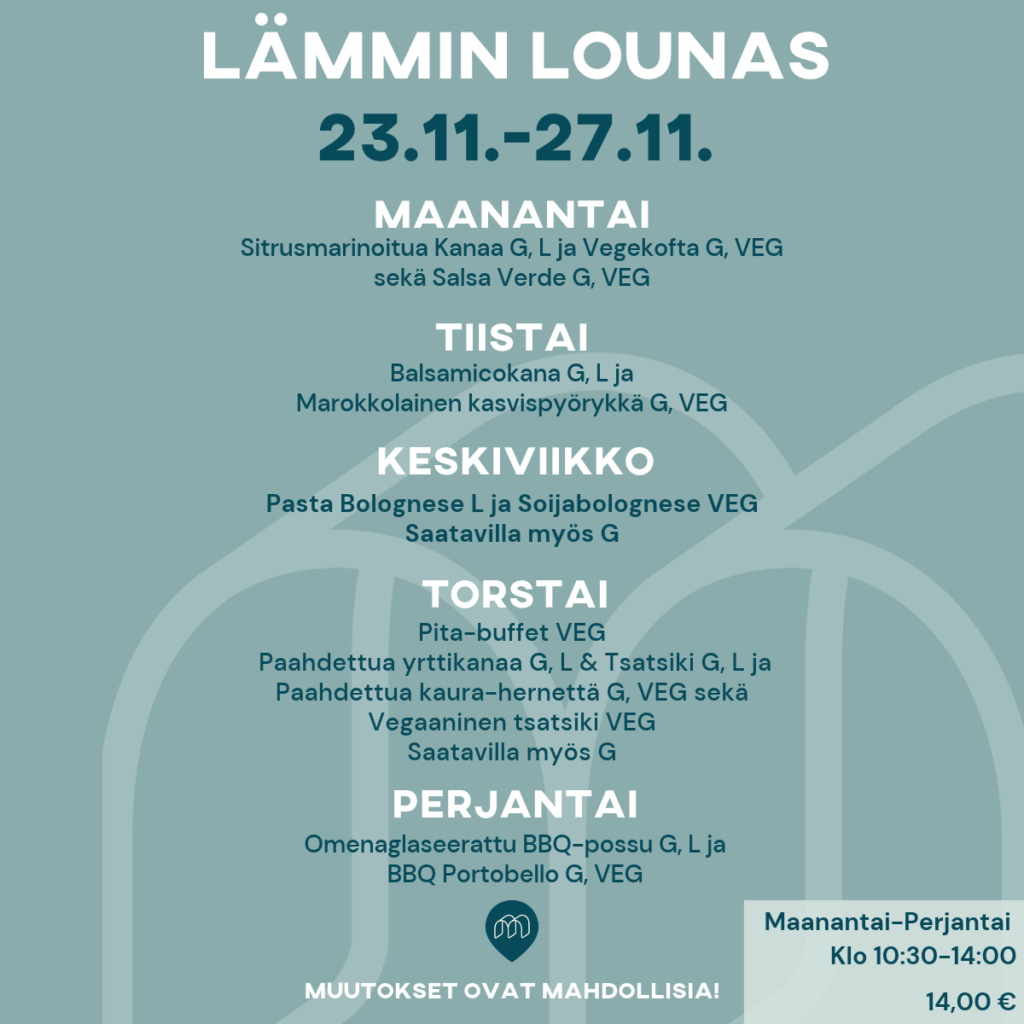 LÄMMIN LOUNAS
23.11.-27.11.
MAANANTAI
Sitrusmarinoitua Kanaa G, L ja Vegekofta G, VEG
sekä Salsa Verde G, VEG
TIISTAI
Balsamicokana G, L ja
Marokkolainen kasvispyörykkä G, VEG
KESKIVIIKKO
Pasta Bolognese L ja Soijabolognese VEG
Saatavilla myös G
TORSTAI
Pita-buffet VEG
Paahdettua yrttikanaa G, L & Tsatsiki G, L ja
Paahdettua kaura-hernettä G, VEG sekä
Vegaaninen tsatsiki VEG
Saatavilla myös G
PERJANTAI
Omenaglaseerattu BBQ-possu G, L ja
BBQ Portobello G, VEG
MUUTOKSET OVAT MAHDOLLISIA!
Maanantai-Perjantai
Klo 10:30-14:00
14,00 €